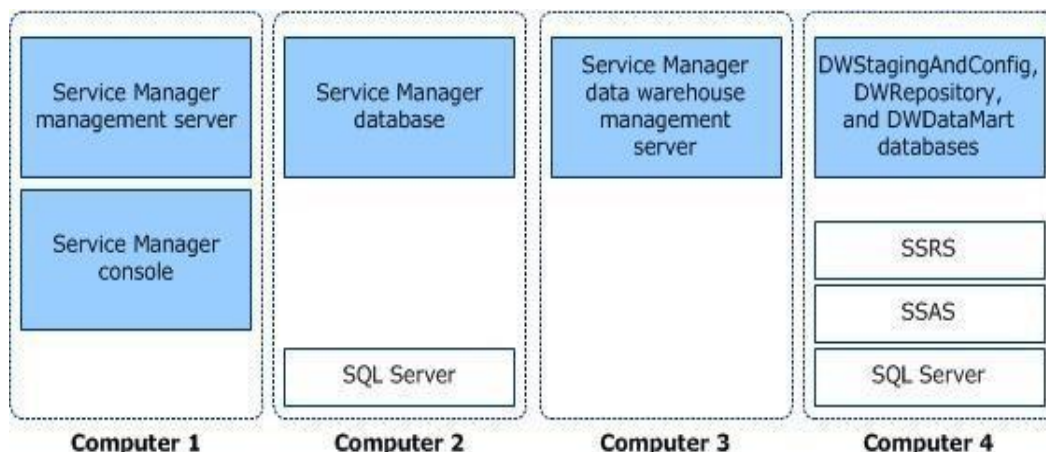 Service Manager
management server
Service Manager
console
Computer 1
Service Manager
database
SQL Server
Computer 2
Service Manager
data warehouse
management
server
Computer 3
DWStagingAndConfig,
DWRepository,
and DWDataMart
databases
SSRS
SSAS
SQL Server
Computer 4